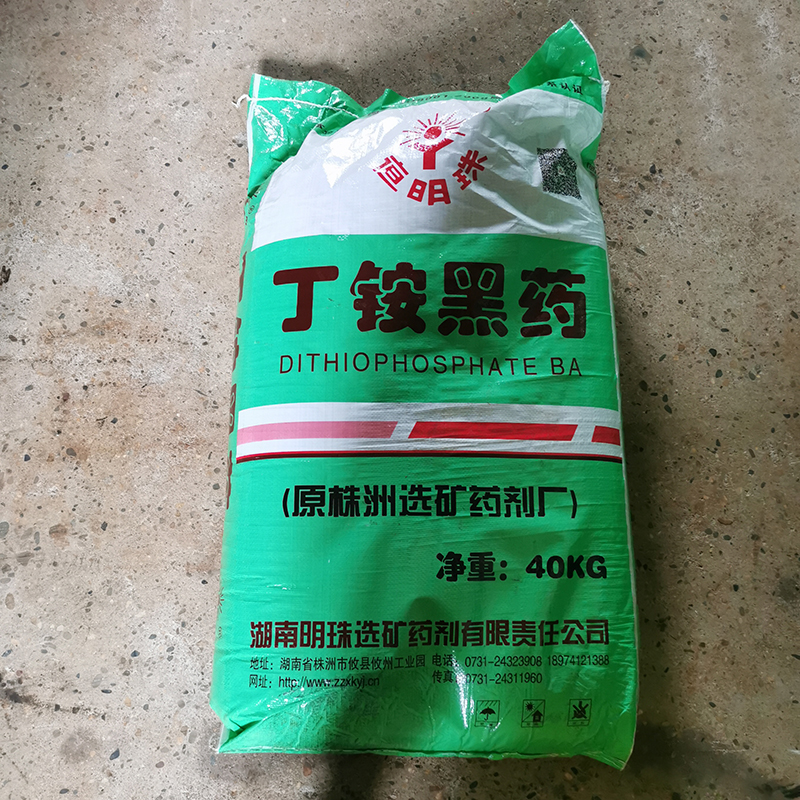 恒明珠
丁铵黑药
DITHIOPHOSPHATE BA
(原株洲选矿药剂厂)
净重：40KG
湖南明珠选矿药剂有限责任公司
地址：湖南省株洲市攸县攸州工业园 电话：0731-24323908 18974121388
网址：http://www.zzxkyj.cn 传真：0731-24311960